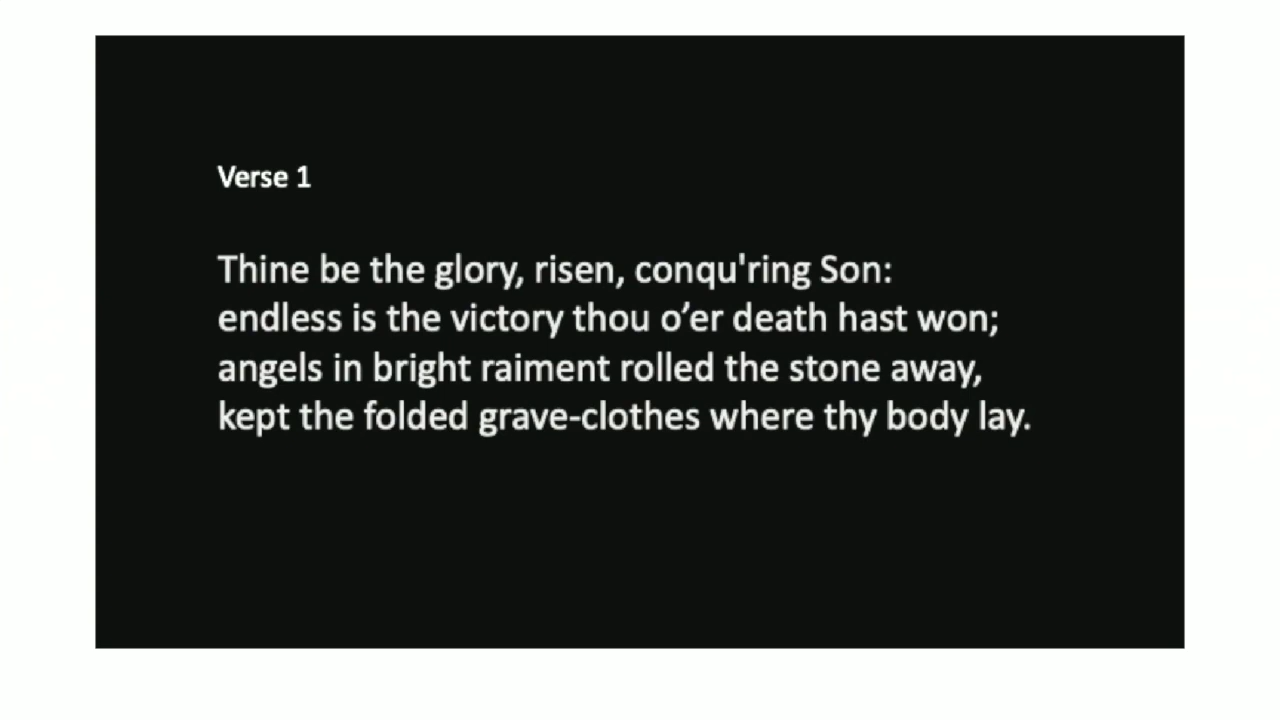 Verse 1
Thine be the glory, risen, conqu'ring Son:
endless is the victory thou o’er death hast won;
angels in bright raiment rolled the stone away,
kept the folded grave-clothes where thy body lay.